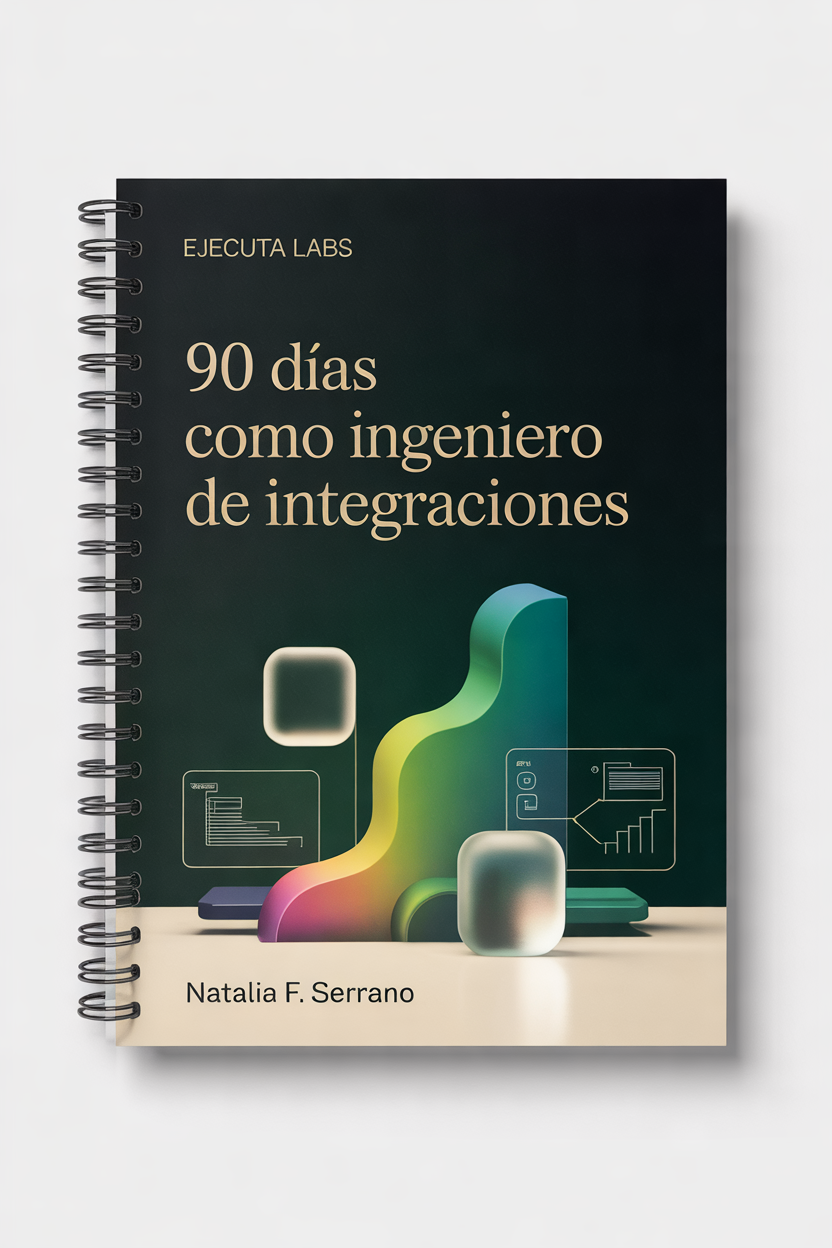 EJECUTA LABS
90 días
como ingeniero
de integraciones
Natalia F. Serrano